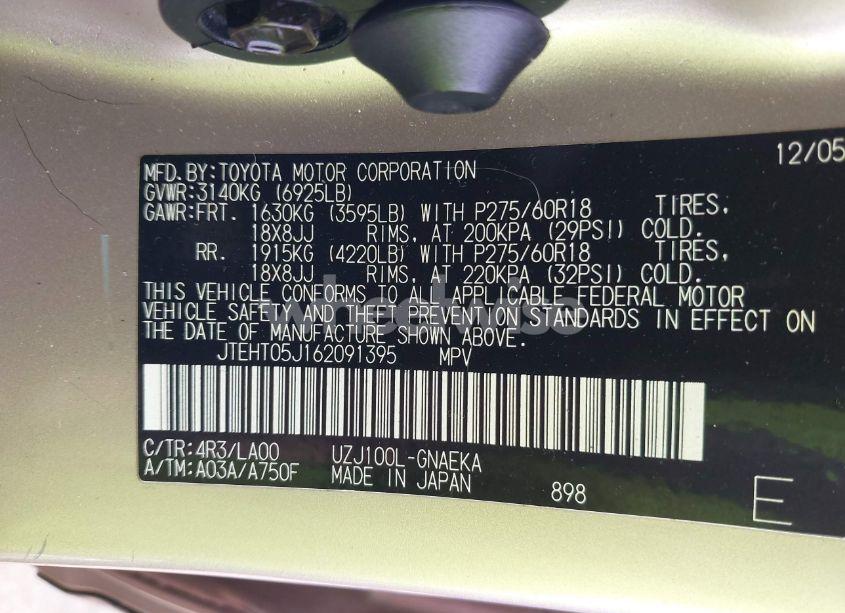 12/05
MFD.BY:TOYOTA MOTOR CORPORATION
GVWR:3140KG (6925LB)
GAWR:FRT. 1630KG (3595LB) WITH P275/60R18 TIRES,
18X8JJ RIMS, AT 200KPA (29PSI) COLD.
RR. 1915KG (4220LB) WITH P275/60R18 TIRES,
18X8JJ RIMS, AT 220KPA (32PSI) COLD.
THIS VEHICLE CONFORMS TO ALL APPLICABLE FEDERAL MOTOR
VEHICLE SAFETY AND THEFT PREVENTION STANDARDS IN EFFECT ON
THE DATE OF MANUFACTURE SHOWN ABOVE.
JTEHT05J162091395 MPV
C/TR:4R3/LA00 UZJ100L-GNAEKA
A/TM:A03A/A750F MADE IN JAPAN 898 E